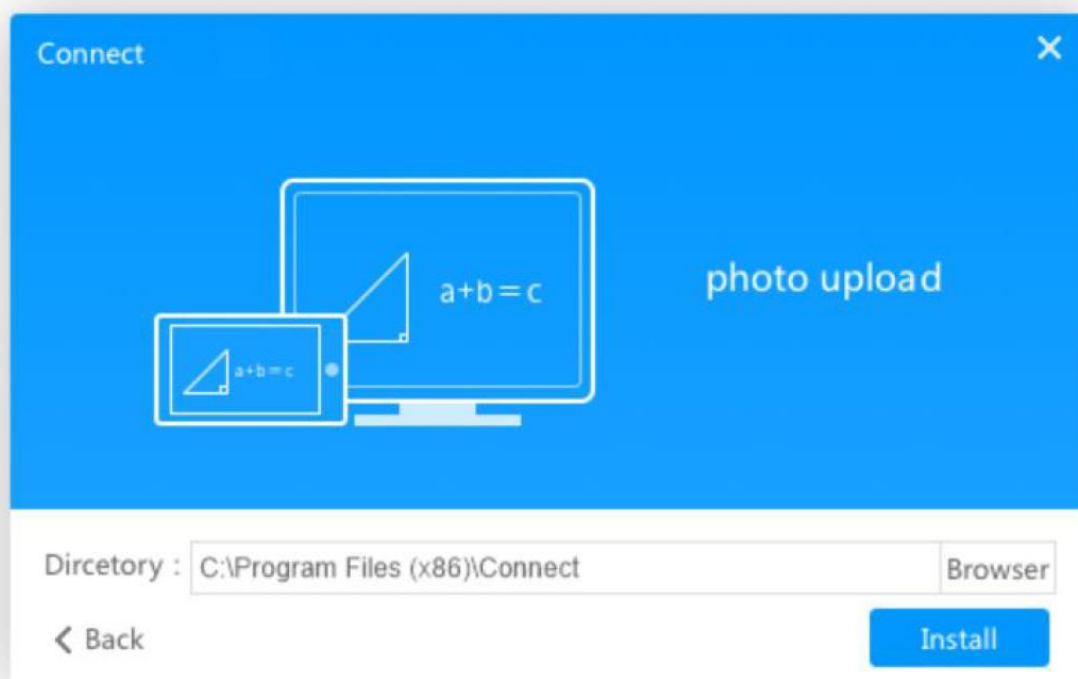 Connect
a+b=c
photo upload
a+b=c
Dircetory : C:\Program Files (x86)\Connect Browser
Back Install